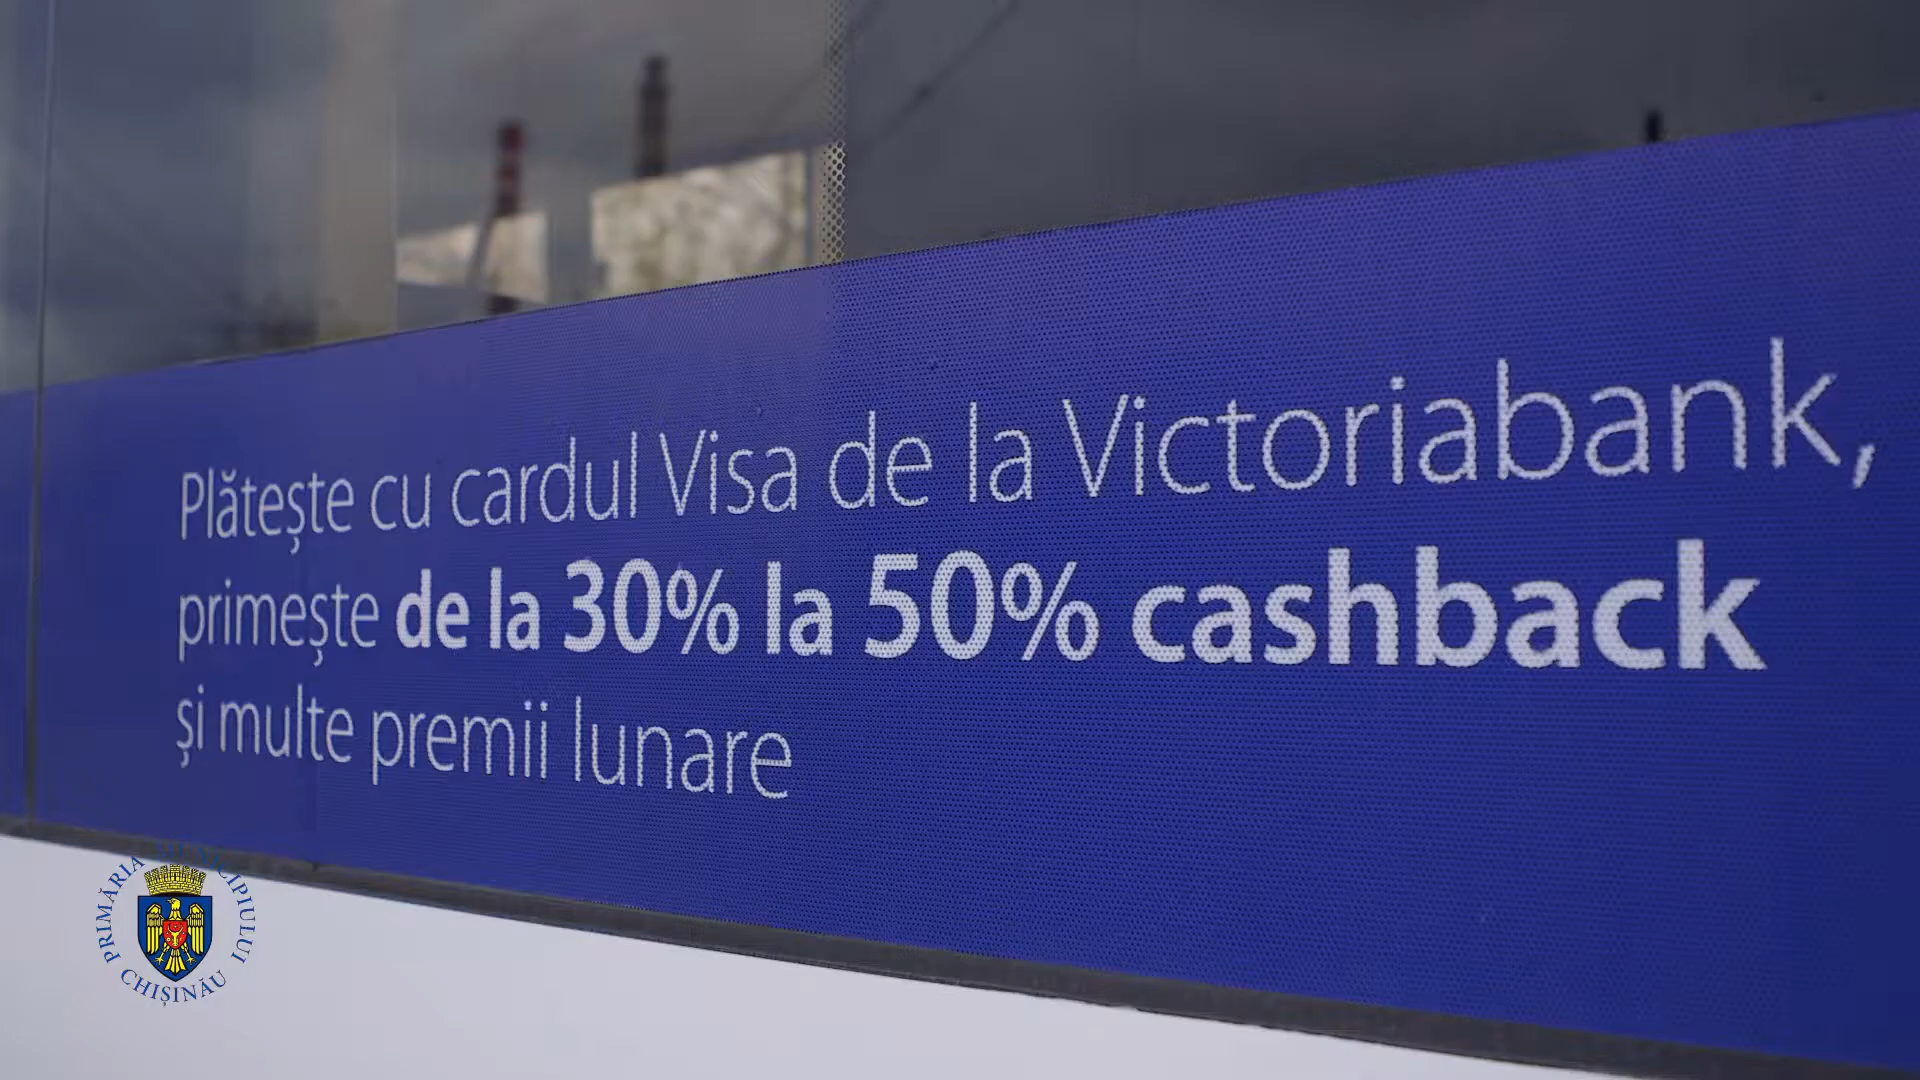 Plătește cu cardul Visa de la Victoriabank,
primește de la 30% la 50% cashback
și multe premii lunare
PRIMĂRIA MUNICIPIULUI
CHIȘINĂU